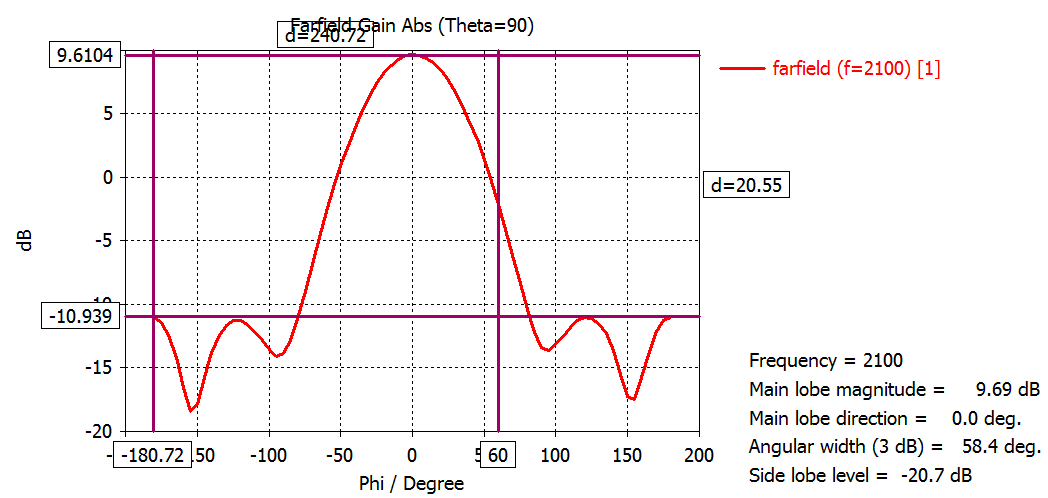 Farfield Gain Abs (Theta=90)
d=240.72
9.6104
5
0
-5
-10
-10.939
-15
-20
dB
d=20.55
-180.72
50
-100
-50
0
60
100
150
200
Phi / Degree
farfield (f=2100) [1]
Frequency = 2100
Main lobe magnitude = 9.69 dB
Main lobe direction = 0.0 deg.
Angular width (3 dB) = 58.4 deg.
Side lobe level = -20.7 dB